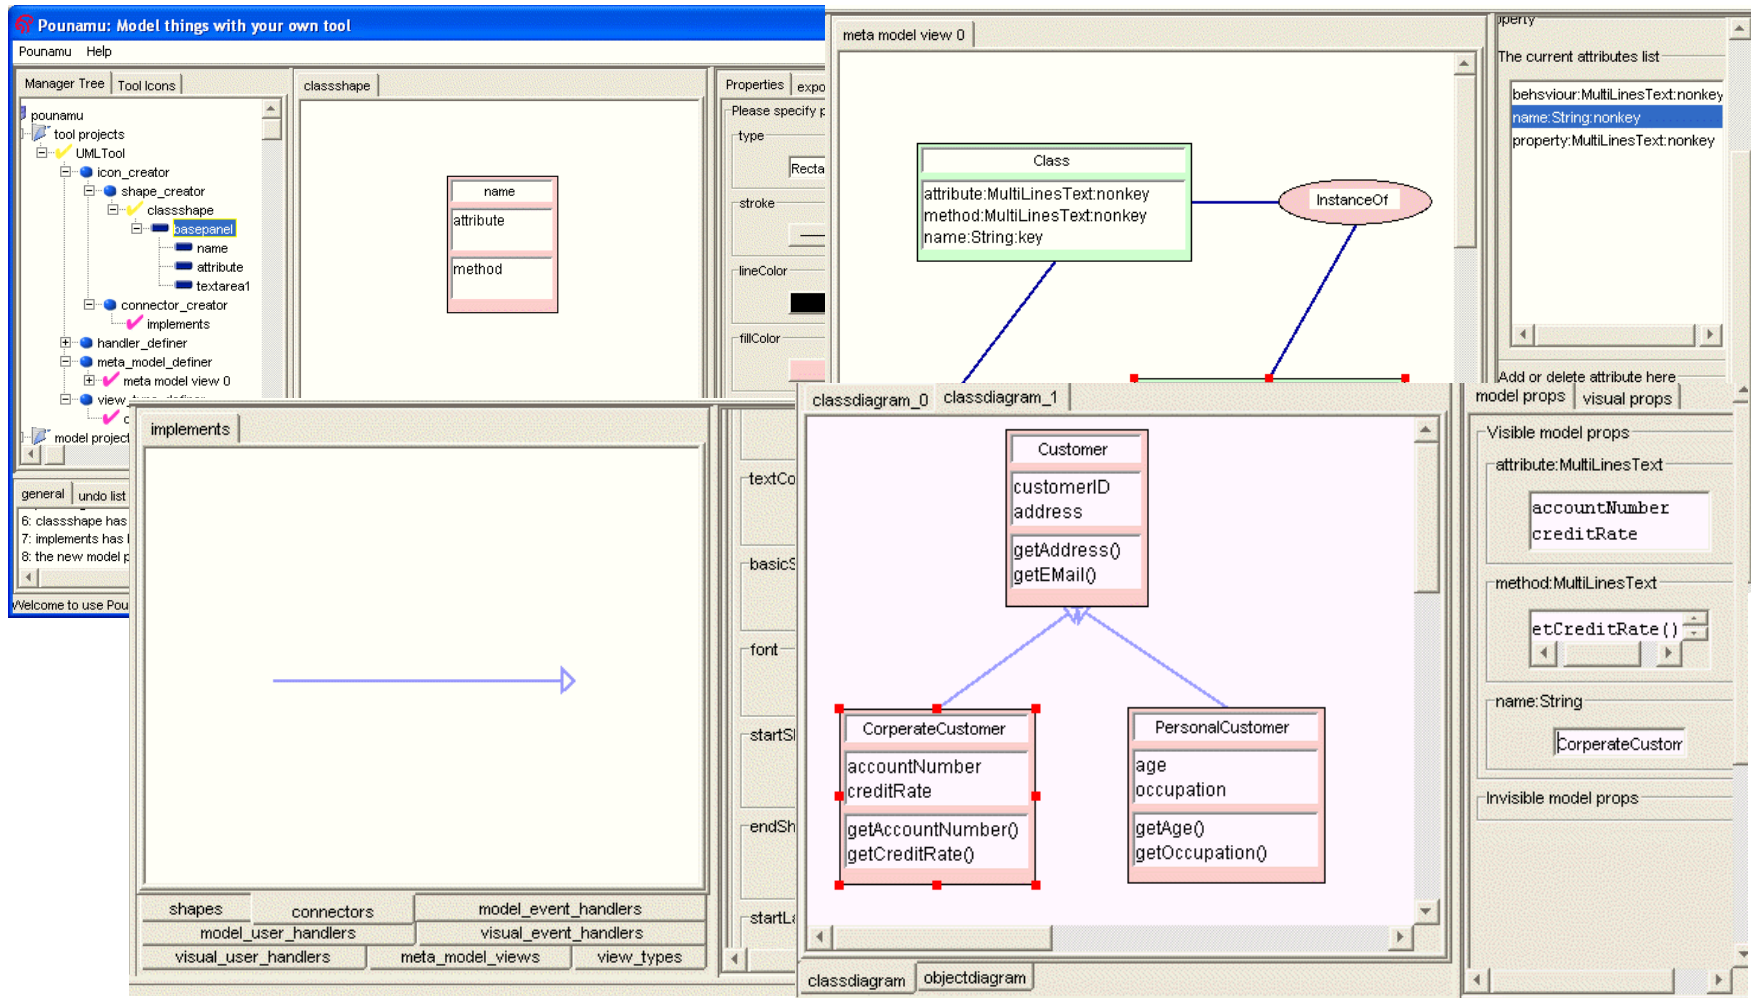 Pounamu: Model things with your own tool
Pounamu Help
Manager Tree
Tool Icons
pounamu
tool projects
UMLTool
icon_creator
shape_creator
classshape
basepanel
name
attribute
textarea1
connector_creator
implements
handler_definer
meta_model_definer
meta model view 0
model project
general
undo list
6: classshape has
7: implements has
8: the new model p
Welcome to use Pou
classshape
name
attribute
method
Properties
expo
Please specify p
type
Recta
stroke
lineColor
fillColor
meta model view 0
Class
attribute:MultiLinesText:nonkey
method:MultiLinesText:nonkey
name:String:key
InstanceOf
operty
The current attributes list
behsviour:MultiLinesText:nonkey
name:String:nonkey
property:MultiLinesText:nonkey
Add or delete attribute here
implements
textCo
basicS
font
startS
endSh
startLa
shapes
connectors
model_event_handlers
model_user_handlers
visual_event_handlers
visual_user_handlers
meta_model_views
view_types
classdiagram_0
classdiagram_1
Customer
customerID
address
getAddress()
getEMail()
CorperateCustomer
accountNumber
creditRate
getAccountNumber()
getCreditRate()
PersonalCustomer
age
occupation
getAge()
getOccupation()
classdiagram
objectdiagram
model props
visual props
Visible model props
attribute:MultiLinesText
accountNumber
creditRate
method:MultiLinesText
etCreditRate()
name:String
CorperateCustom
Invisible model props